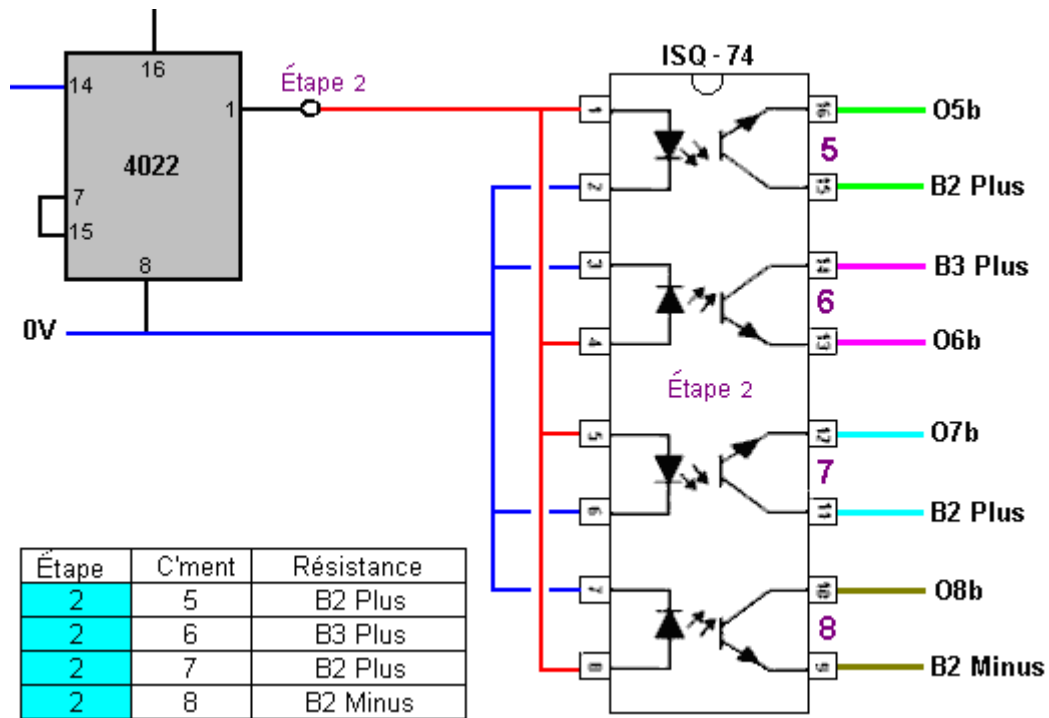 ISQ - 74
16
14
Étape 2
1
4022
7
15
8
0V
1
2
3
4
5
6
7
8
16
15
14
13
12
11
10
9
5
6
7
8
Étape 2
O5b
B2 Plus
B3 Plus
O6b
O7b
B2 Plus
O8b
B2 Minus
Étape C'ment Résistance
2 5 B2 Plus
2 6 B3 Plus
2 7 B2 Plus
2 8 B2 Minus